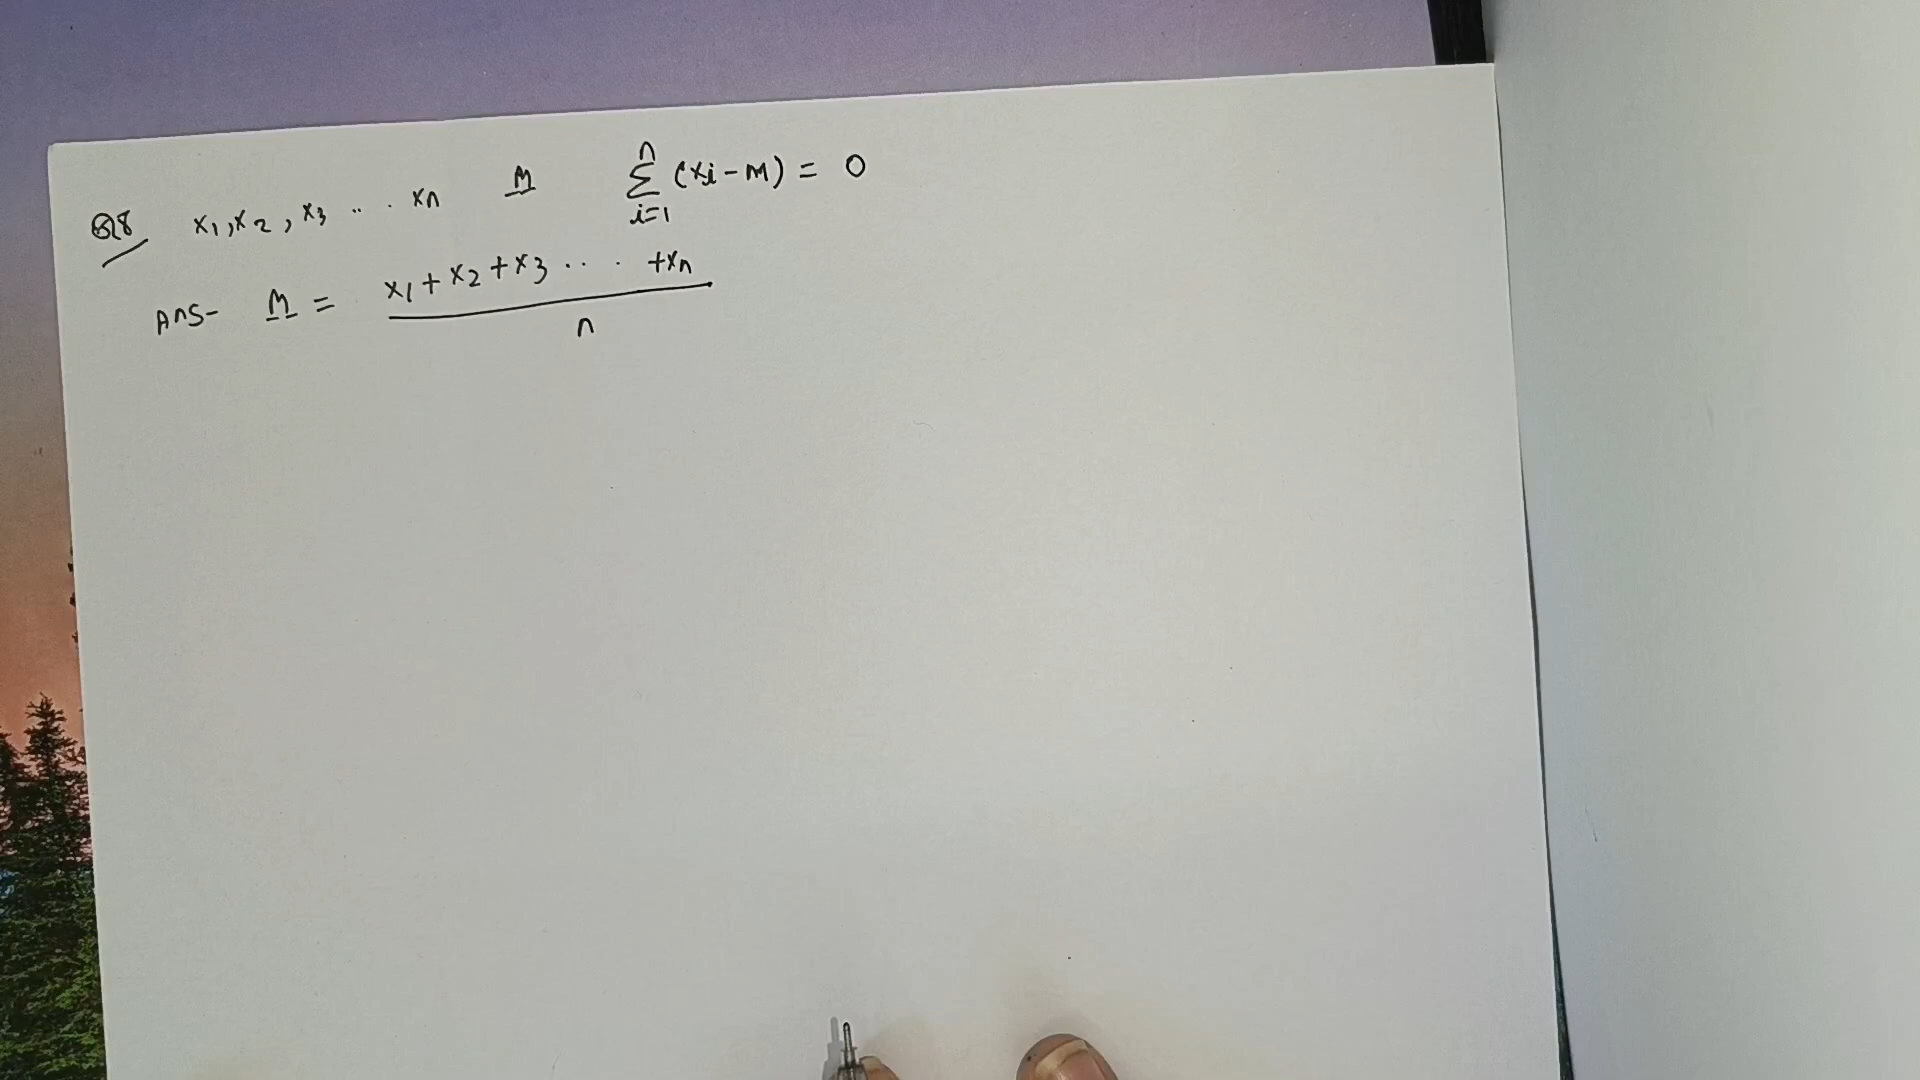 Q8 x1, x2, x3 .. . . xn M n Σ i=1 (xi - M) = 0
Ans- M = x1 + x2 + x3 . . . +xn
n